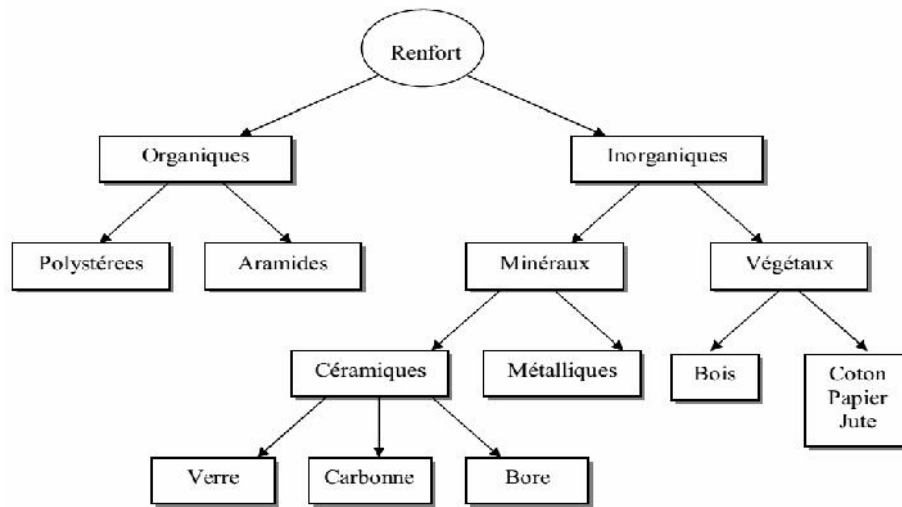 Renfort
Organiques
Inorganiques
Polystérees
Aramides
Minéraux
Végétaux
Céramiques
Métalliques
Bois
Coton
Papier
Jute
Verre
Carbonne
Bore